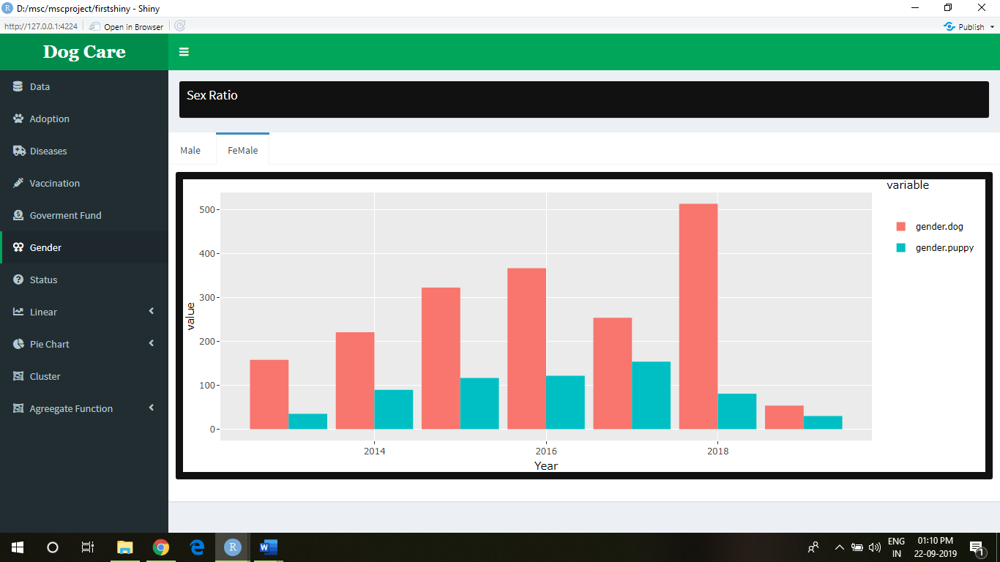 D:/msc/mscproject/firstshiny - Shiny
http://127.0.0.1:4224 Open in Browser Publish
Dog Care
Data
Adoption
Diseases
Vaccination
Goverment Fund
Gender
Status
Linear
Pie Chart
Cluster
Agreegate Function
Sex Ratio
Male FeMale
variable
gender.dog
gender.puppy
value
500
400
300
200
100
0
2014 2016 2018
Year
ENG 01:10 PM
IN 22-09-2019 1